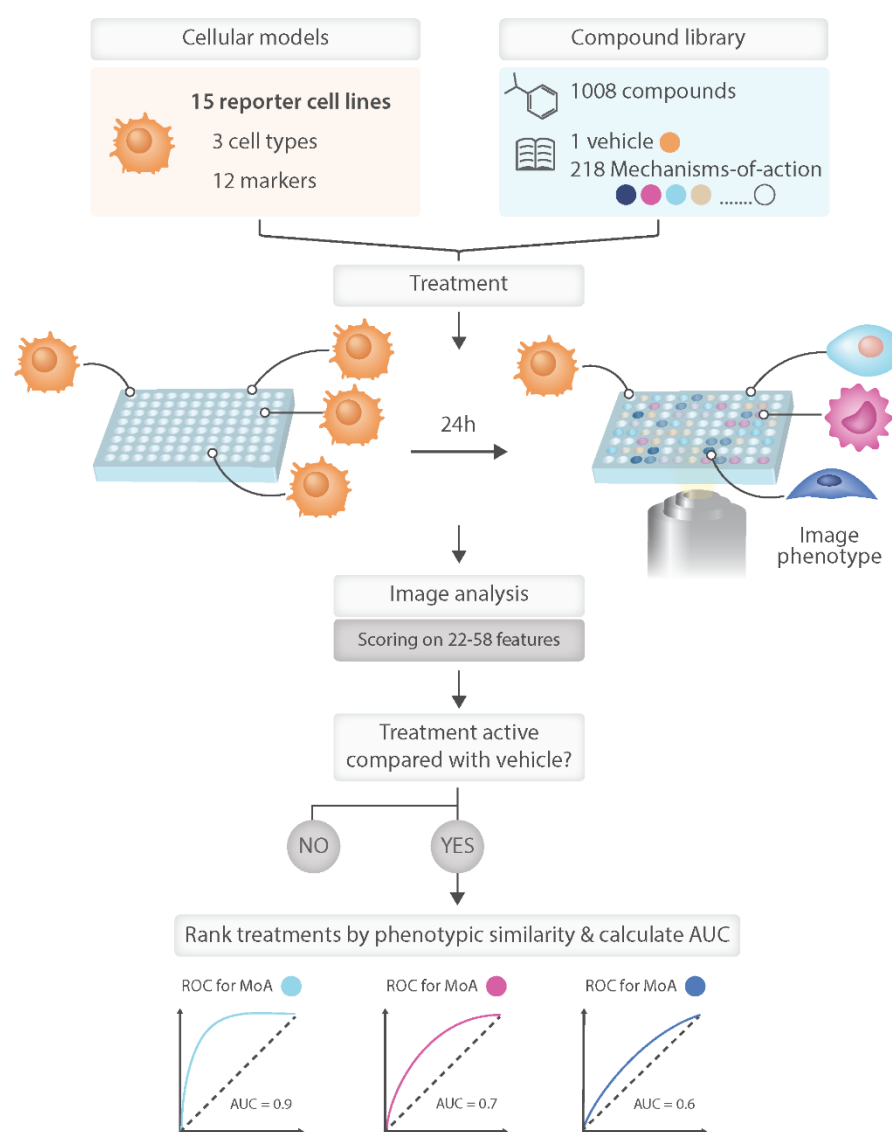 Cellular models
Compound library
15 reporter cell lines
3 cell types
12 markers
1008 compounds
1 vehicle
218 Mechanisms-of-action
.......
Treatment
24h
Image
phenotype
Image analysis
Scoring on 22-58 features
Treatment active
compared with vehicle?
NO
YES
Rank treatments by phenotypic similarity & calculate AUC
ROC for MoA
ROC for MoA
ROC for MoA
AUC = 0.9
AUC = 0.7
AUC = 0.6